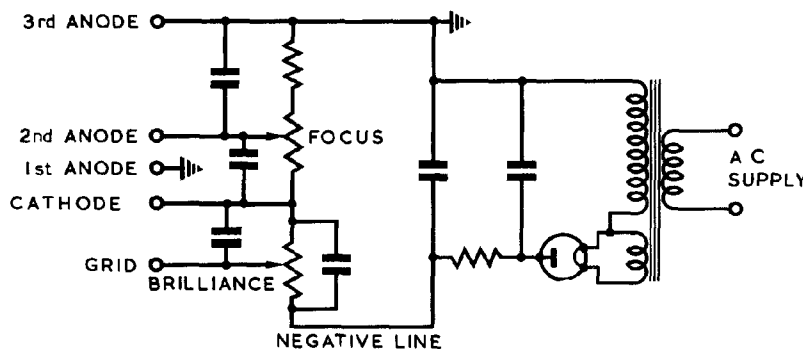 3rd ANODE
2nd ANODE
FOCUS
1st ANODE
CATHODE
GRID
BRILLIANCE
NEGATIVE LINE
A C
SUPPLY